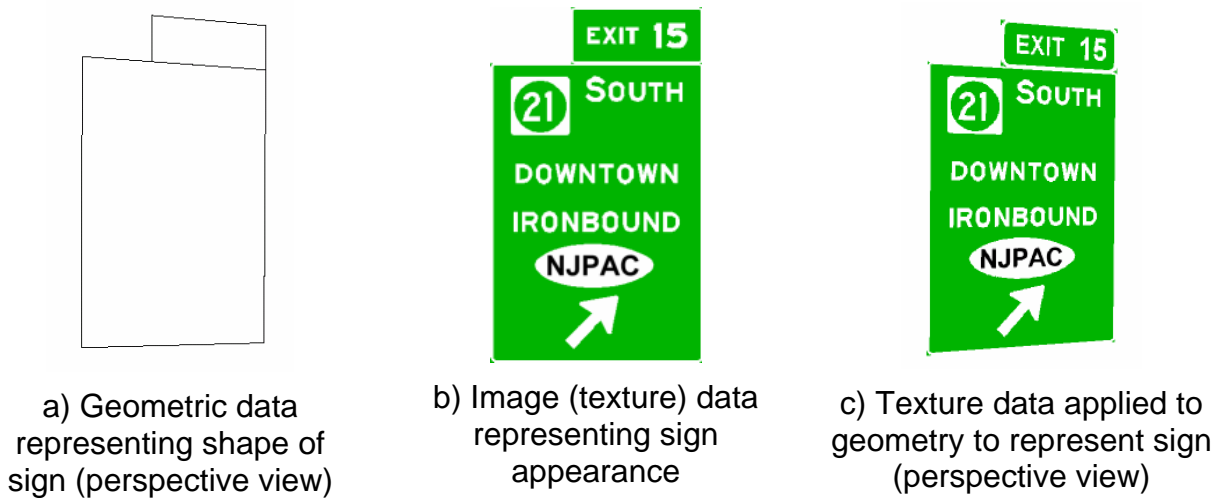 EXIT 15
21 SOUTH
DOWNTOWN
IRONBOUND
NJPAC
EXIT 15
21 SOUTH
DOWNTOWN
IRONBOUND
NJPAC
a) Geometric data
representing shape of
sign (perspective view)
b) Image (texture) data
representing sign
appearance
c) Texture data applied to
geometry to represent sign
(perspective view)